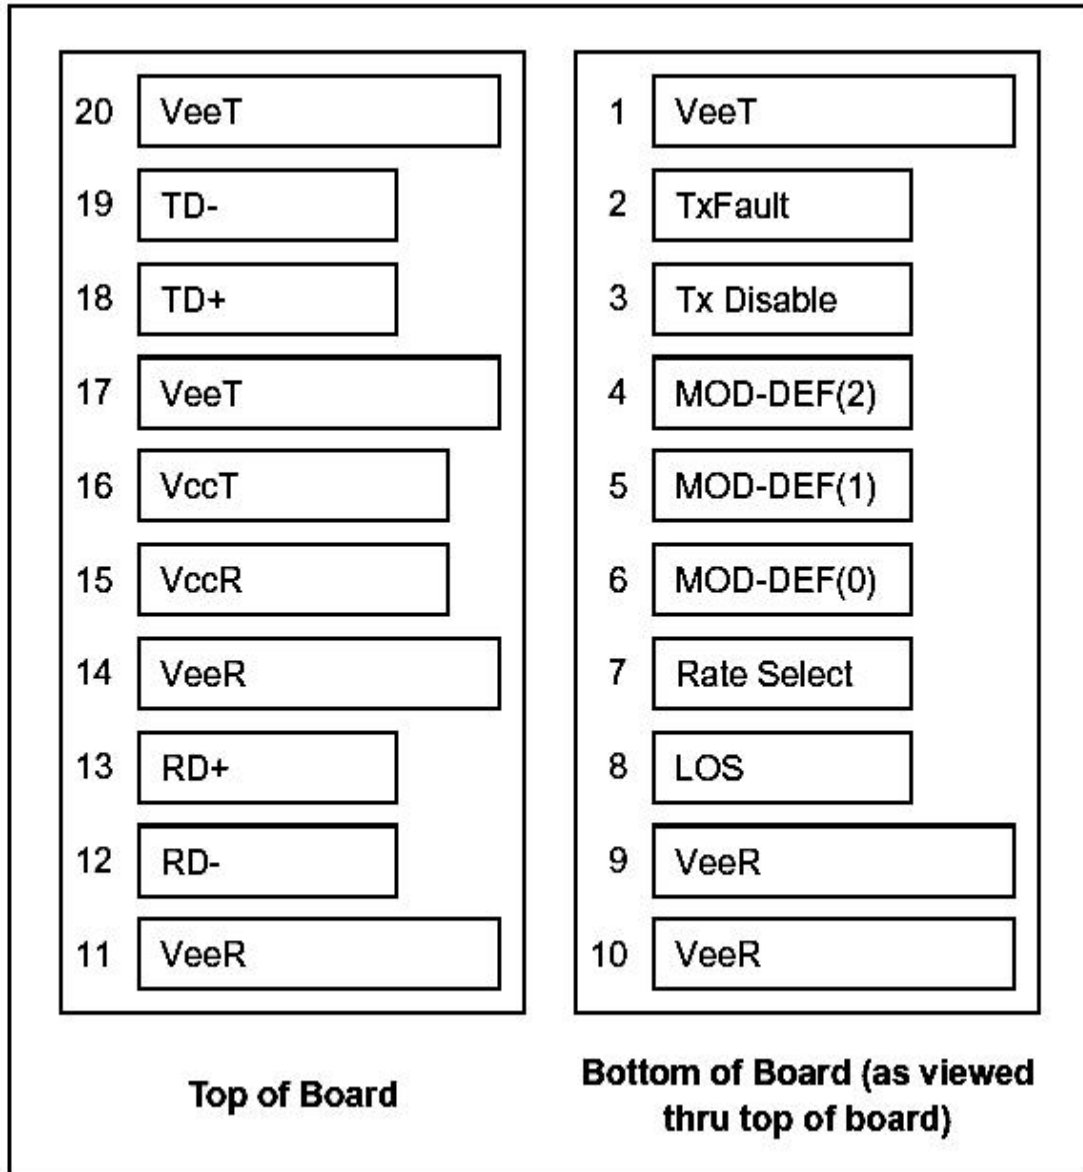 20 VeeT
19 TD-
18 TD+
17 VeeT
16 VccT
15 VccR
14 VeeR
13 RD+
12 RD-
11 VeeR
Top of Board
1 VeeT
2 TxFault
3 Tx Disable
4 MOD-DEF(2)
5 MOD-DEF(1)
6 MOD-DEF(0)
7 Rate Select
8 LOS
9 VeeR
10 VeeR
Bottom of Board (as viewed
thru top of board)